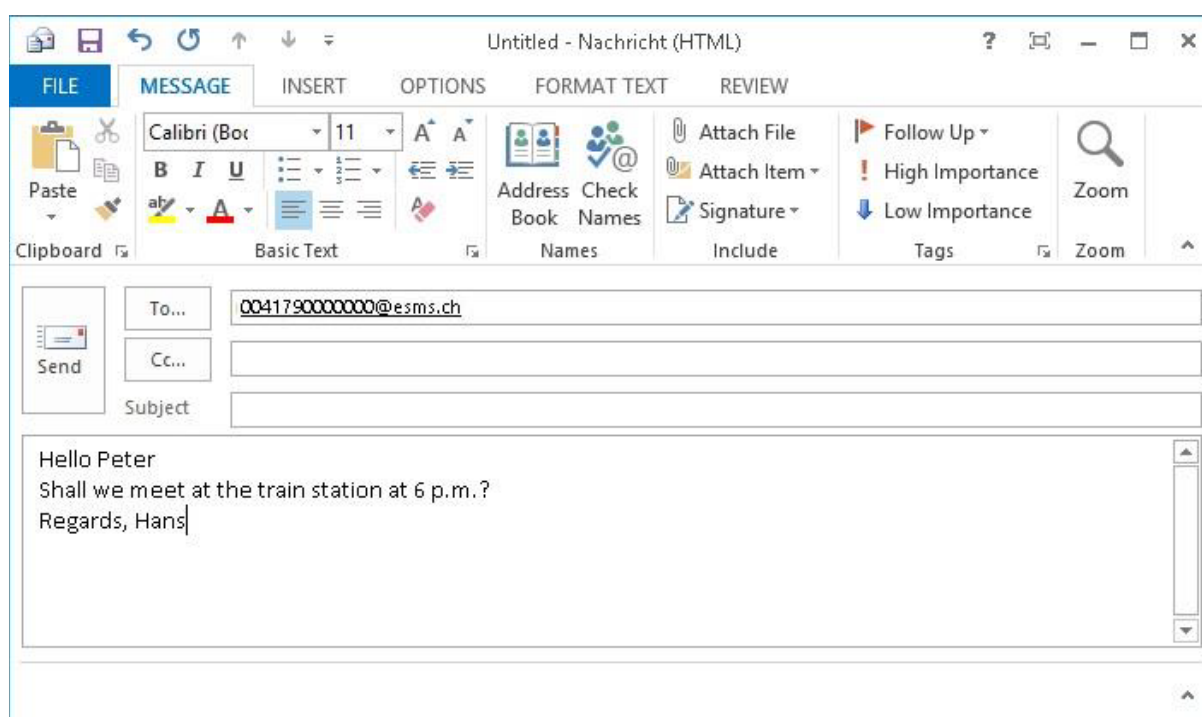 Untitled - Nachricht (HTML)
?
FILE
MESSAGE
INSERT
OPTIONS
FORMAT TEXT
REVIEW
Paste
Clipboard
Calibri (Boc
11
A A
B I U
ab A
Basic Text
Address Book
Check Names
Names
Attach File
Attach Item
Signature
Include
Follow Up
! High Importance
Low Importance
Tags
Zoom
Zoom
Send
To...
0041790000000@esms.ch
Cc...
Subject
Hello Peter
Shall we meet at the train station at 6 p.m.?
Regards, Hans